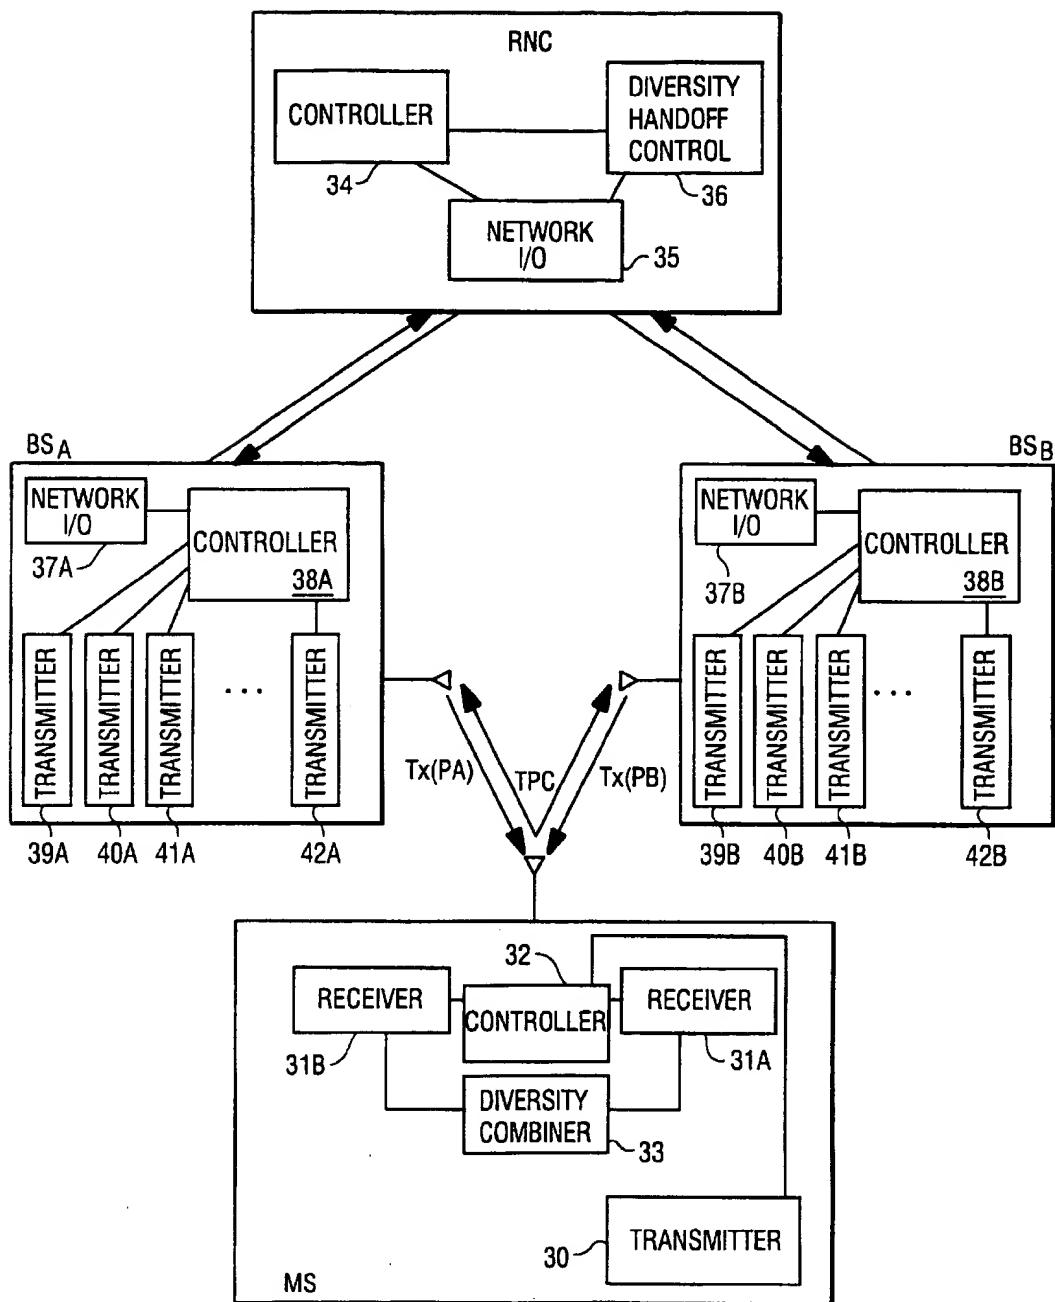 RNC
CONTROLLER
DIVERSITY
HANDOFF
CONTROL
34
36
NETWORK
I/O
35
BSA
BSB
NETWORK
I/O
CONTROLLER
37A
38A
NETWORK
I/O
CONTROLLER
37B
38B
TRANSMITTER
TRANSMITTER
TRANSMITTER
. . .
TRANSMITTER
TRANSMITTER
TRANSMITTER
TRANSMITTER
. . .
TRANSMITTER
Tx(PA)
TPC
Tx(PB)
39A
40A
41A
42A
39B
40B
41B
42B
32
RECEIVER
CONTROLLER
RECEIVER
31B
31A
DIVERSITY
COMBINER
33
TRANSMITTER
30
MS